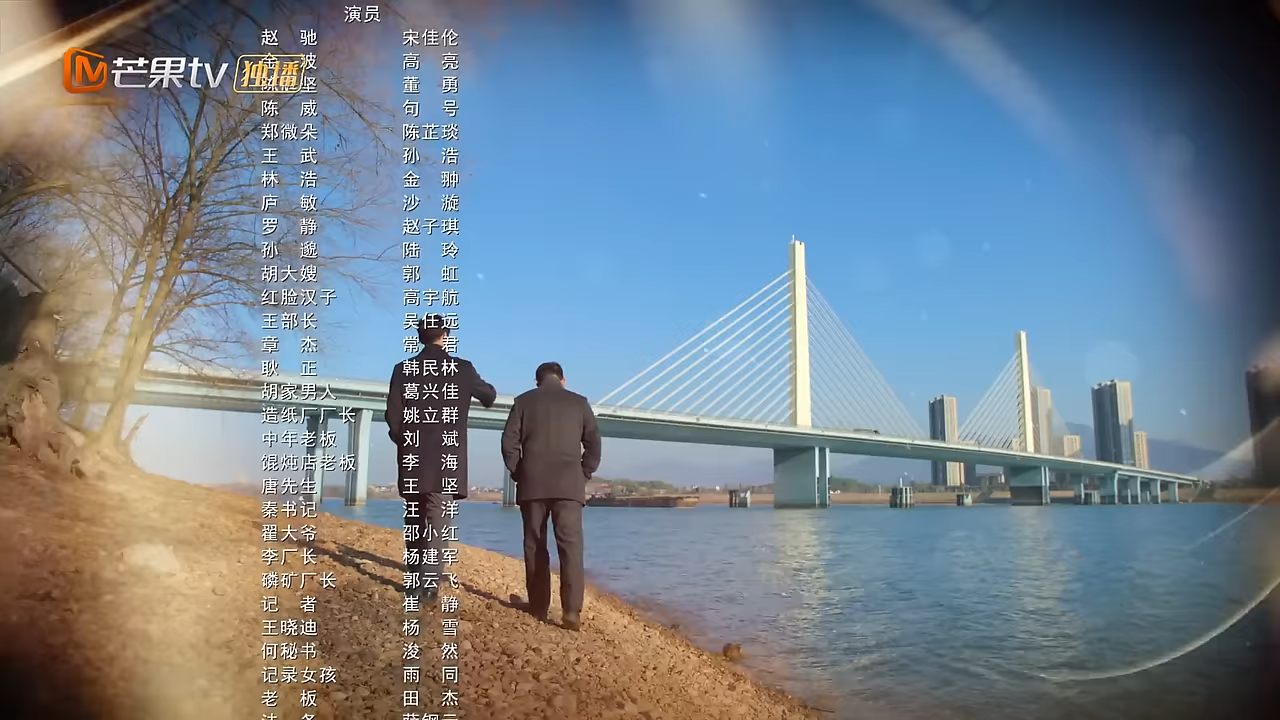 演员
赵 驰 宋佳伦
芒果tv 独播
金 波 高 亮
坚 董 勇
陈 威 句 号
郑微朵 陈芷琰
王 武 孙 浩
林 浩 金 翀
庐 敏 沙 漩
罗 静 赵子琪
孙 邈 陆 玲
胡大嫂 郭 虹
红脸汉子 高宇航
王部长 吴任远
章 杰 常 君
耿 正 韩民林
胡家男人 葛兴佳
造纸厂厂长 姚立群
中年老板 刘 斌
馄炖店老板 李 海
唐先生 王 坚
秦书记 汪 洋
翟大爷 邵小红
李厂长 杨建军
磷矿厂长 郭云飞
记 者 崔 静
王晓迪 杨 雪
何秘书 浚 然
记录女孩 雨 同
老 板 田 杰